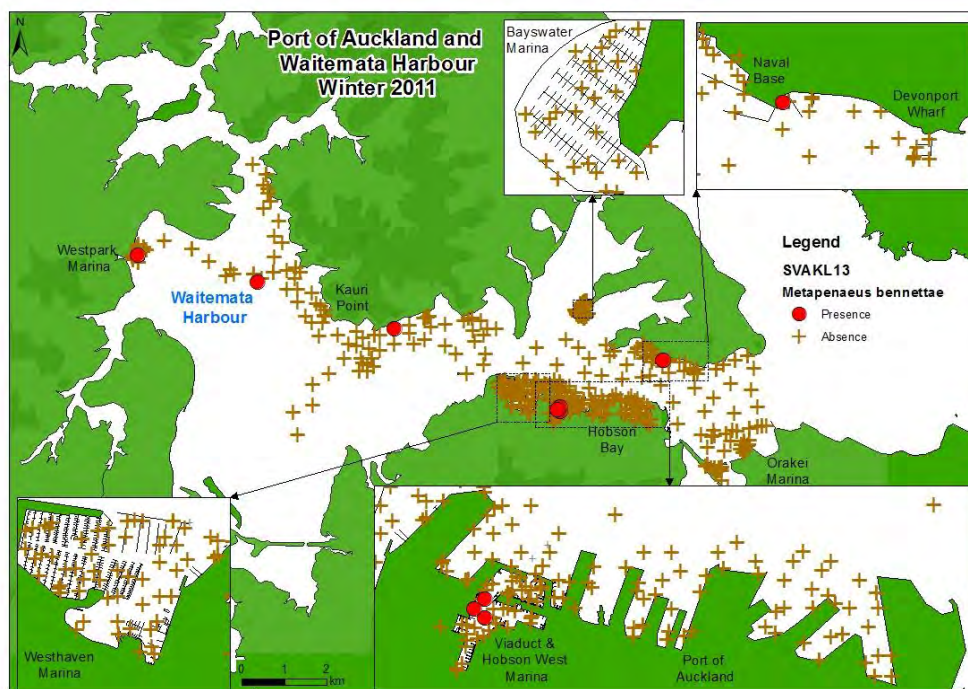 N
Port of Auckland and
Waitemata Harbour
Winter 2011
Bayswater
Marina
Naval
Base
Devonport
Wharf
Westpark
Marina
Waitemata
Harbour
Kauri
Point
Legend
SVAKL13
Metapenaeus bennettae
Presence
Absence
Hobson
Bay
Orakei
Marina
Westhaven
Marina
0 1 2
km
Viaduct &
Hobson West
Marina
Port of
Auckland